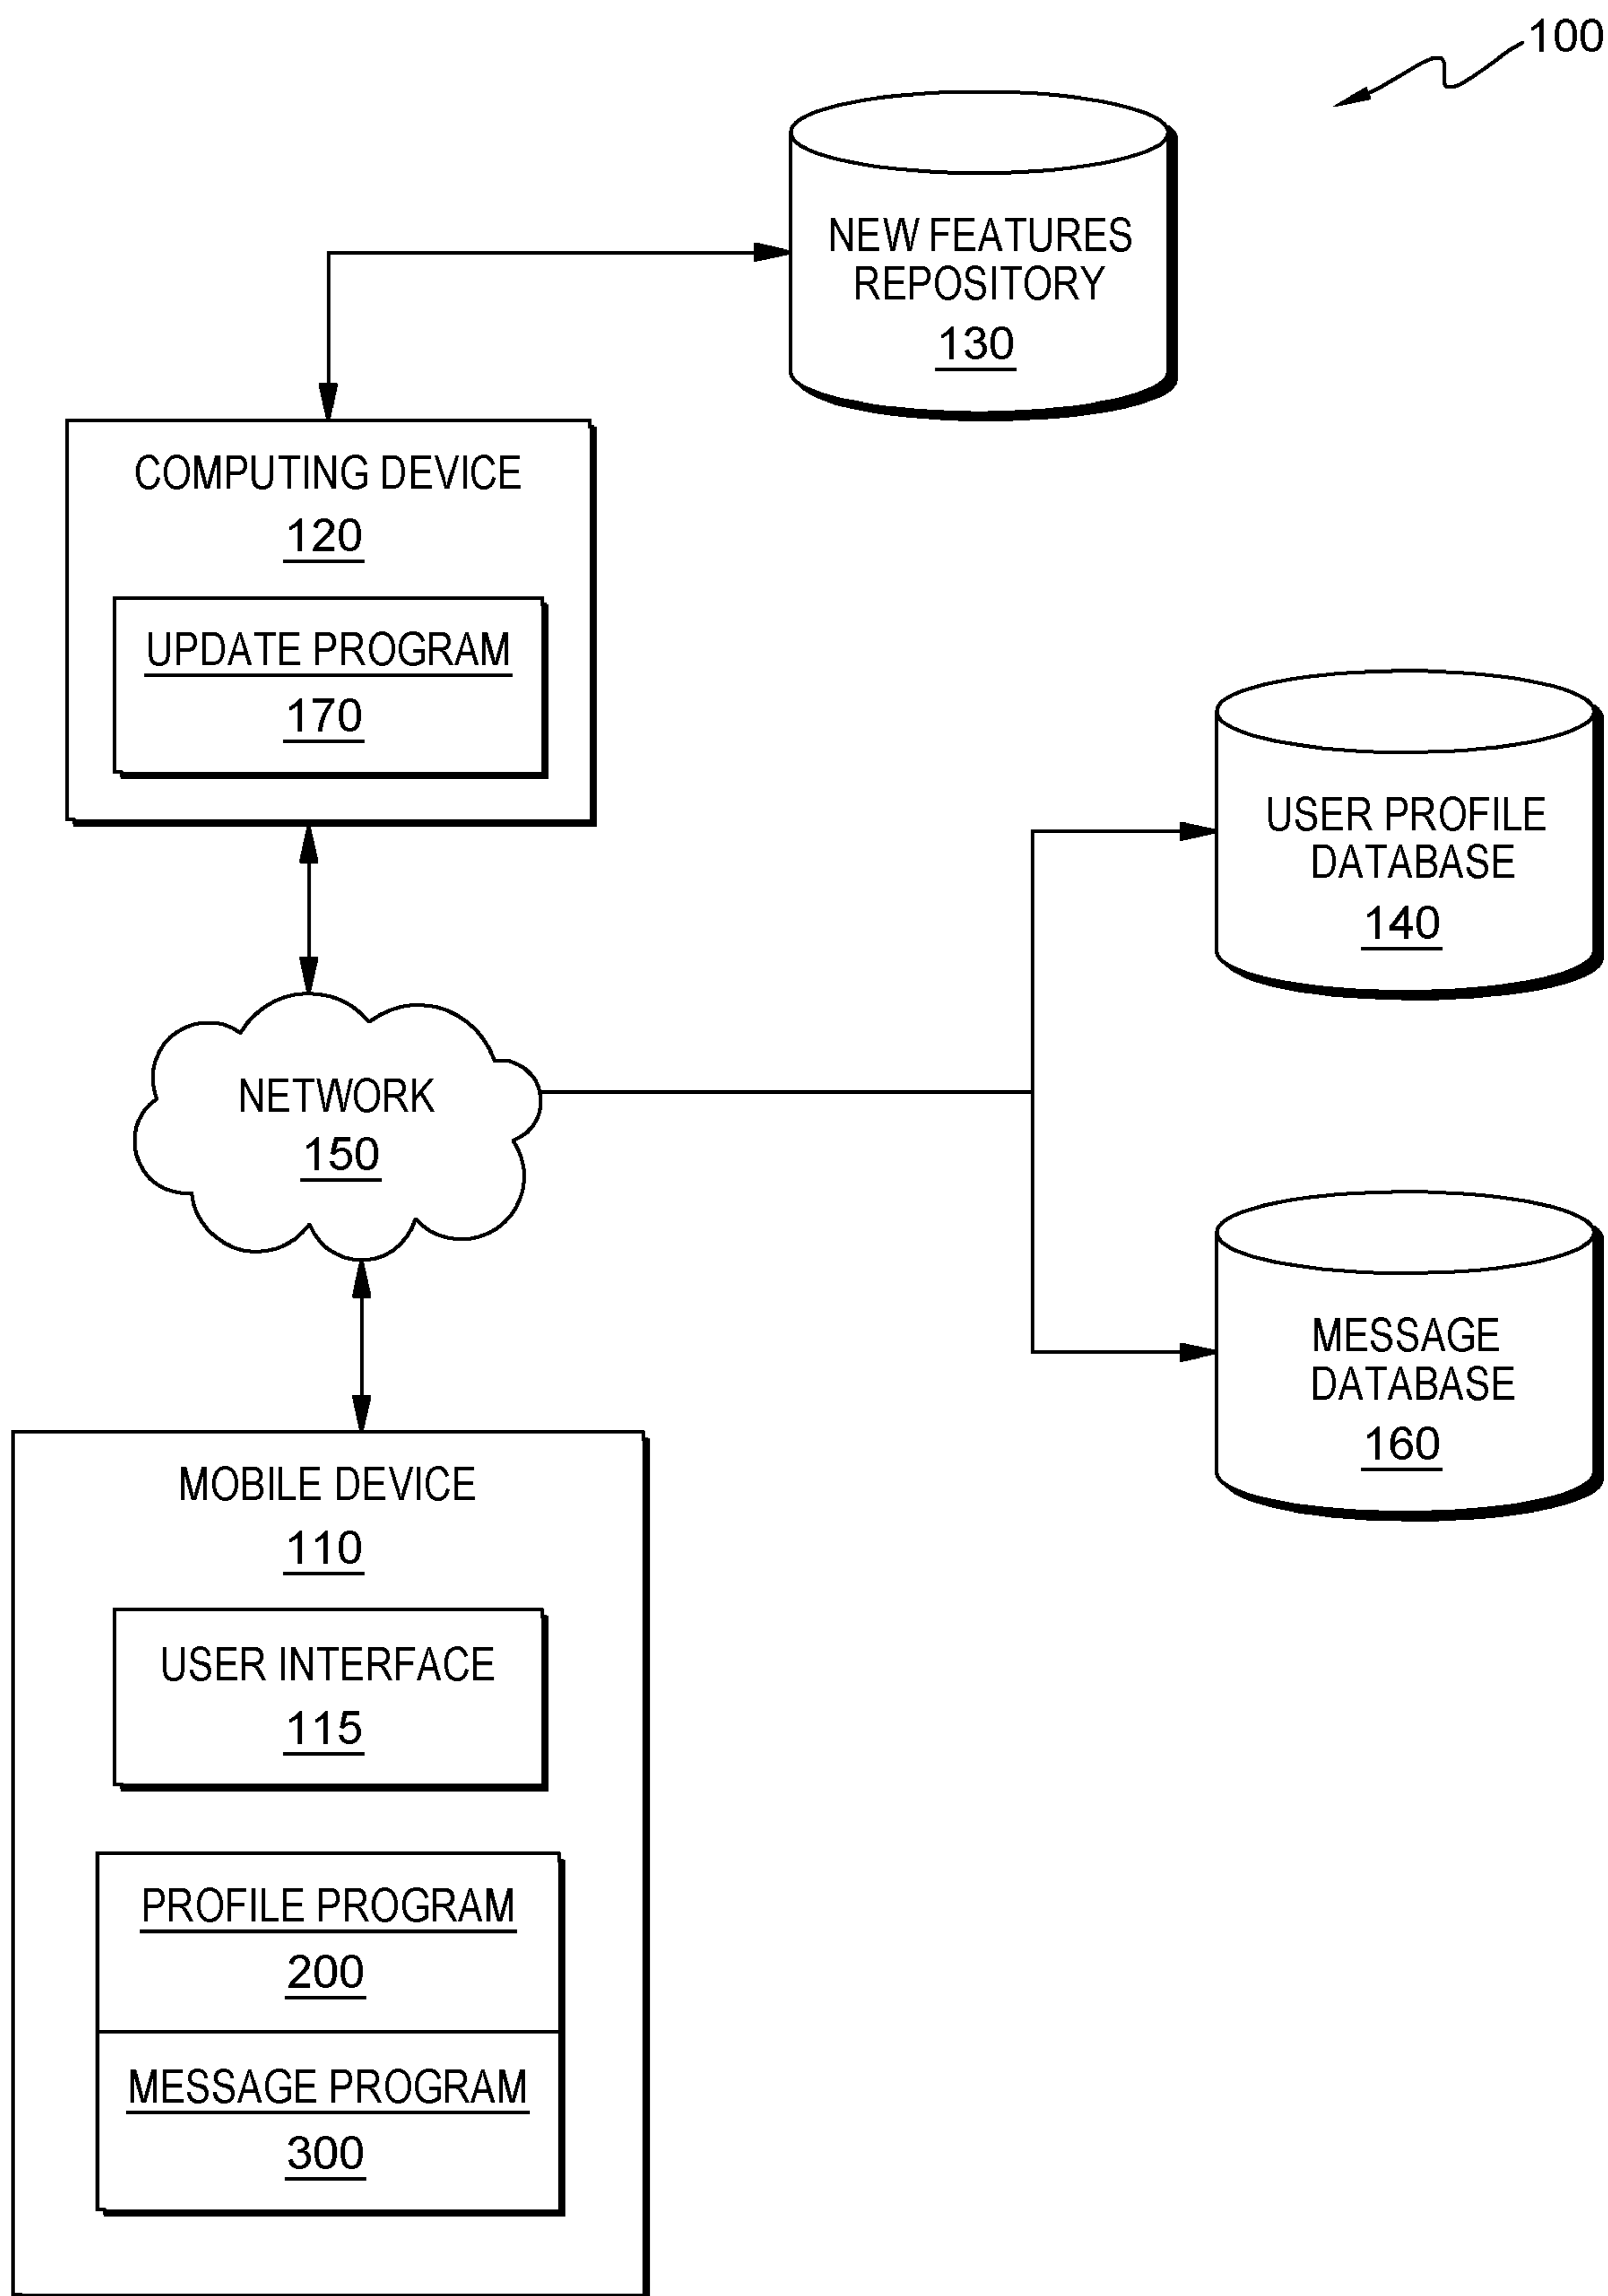 100
NEW FEATURES
REPOSITORY
130
COMPUTING DEVICE
120
UPDATE PROGRAM
170
USER PROFILE
DATABASE
140
NETWORK
150
MESSAGE
DATABASE
160
MOBILE DEVICE
110
USER INTERFACE
115
PROFILE PROGRAM
200
MESSAGE PROGRAM
300